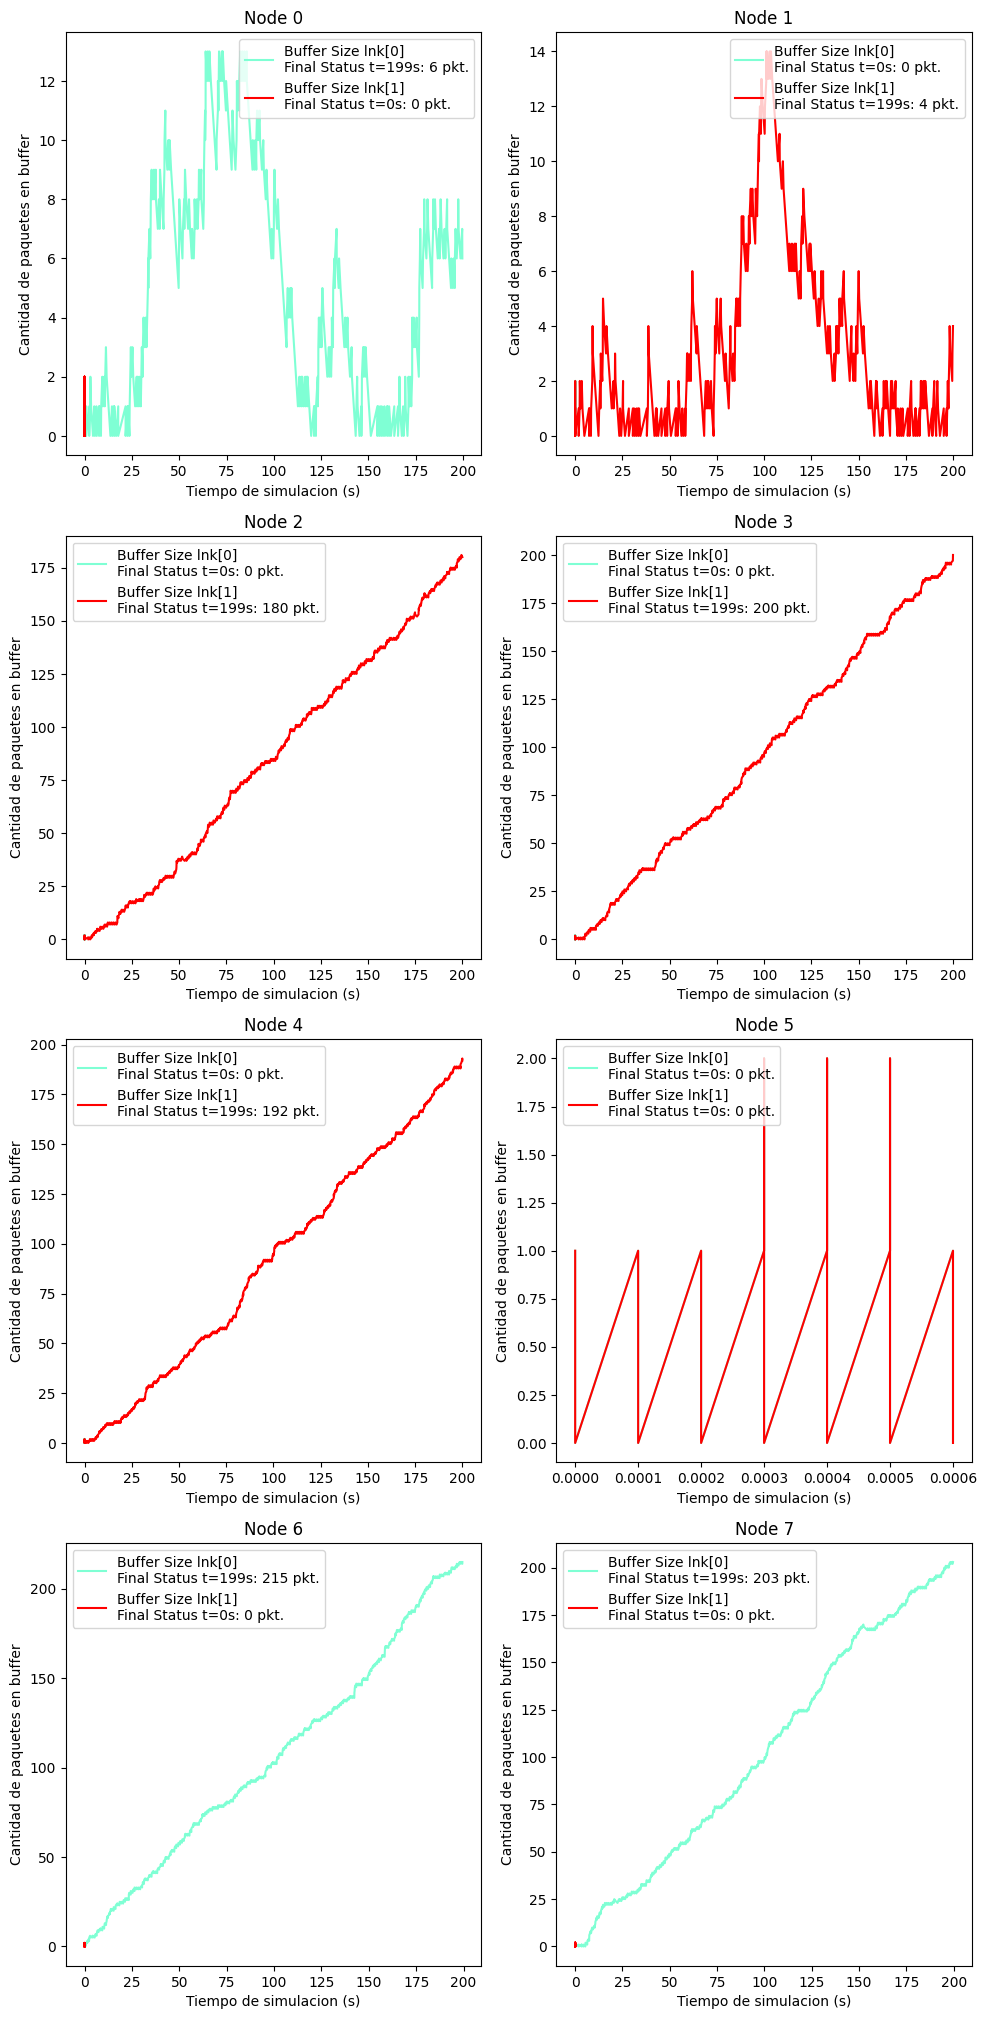 Node 0
Cantidad de paquetes en buffer
12
10
8
6
4
2
0
Buffer Size lnk[0]
Final Status t=199s: 6 pkt.
Buffer Size lnk[1]
Final Status t=0s: 0 pkt.
0 25 50 75 100 125 150 175 200
Tiempo de simulacion (s)
Node 1
Cantidad de paquetes en buffer
14
12
10
8
6
4
2
0
Buffer Size lnk[0]
Final Status t=0s: 0 pkt.
Buffer Size lnk[1]
Final Status t=199s: 4 pkt.
0 25 50 75 100 125 150 175 200
Tiempo de simulacion (s)
Node 2
Cantidad de paquetes en buffer
175
150
125
100
75
50
25
0
Buffer Size lnk[0]
Final Status t=0s: 0 pkt.
Buffer Size lnk[1]
Final Status t=199s: 180 pkt.
0 25 50 75 100 125 150 175 200
Tiempo de simulacion (s)
Node 3
Cantidad de paquetes en buffer
200
175
150
125
100
75
50
25
0
Buffer Size lnk[0]
Final Status t=0s: 0 pkt.
Buffer Size lnk[1]
Final Status t=199s: 200 pkt.
0 25 50 75 100 125 150 175 200
Tiempo de simulacion (s)
Node 4
Cantidad de paquetes en buffer
200
175
150
125
100
75
50
25
0
Buffer Size lnk[0]
Final Status t=0s: 0 pkt.
Buffer Size lnk[1]
Final Status t=199s: 192 pkt.
0 25 50 75 100 125 150 175 200
Tiempo de simulacion (s)
Node 5
Cantidad de paquetes en buffer
2.00
1.75
1.50
1.25
1.00
0.75
0.50
0.25
0.00
Buffer Size lnk[0]
Final Status t=0s: 0 pkt.
Buffer Size lnk[1]
Final Status t=0s: 0 pkt.
0.0000 0.0001 0.0002 0.0003 0.0004 0.0005 0.0006
Tiempo de simulacion (s)
Node 6
Cantidad de paquetes en buffer
200
150
100
50
0
Buffer Size lnk[0]
Final Status t=199s: 215 pkt.
Buffer Size lnk[1]
Final Status t=0s: 0 pkt.
0 25 50 75 100 125 150 175 200
Tiempo de simulacion (s)
Node 7
Cantidad de paquetes en buffer
200
175
150
125
100
75
50
25
0
Buffer Size lnk[0]
Final Status t=199s: 203 pkt.
Buffer Size lnk[1]
Final Status t=0s: 0 pkt.
0 25 50 75 100 125 150 175 200
Tiempo de simulacion (s)